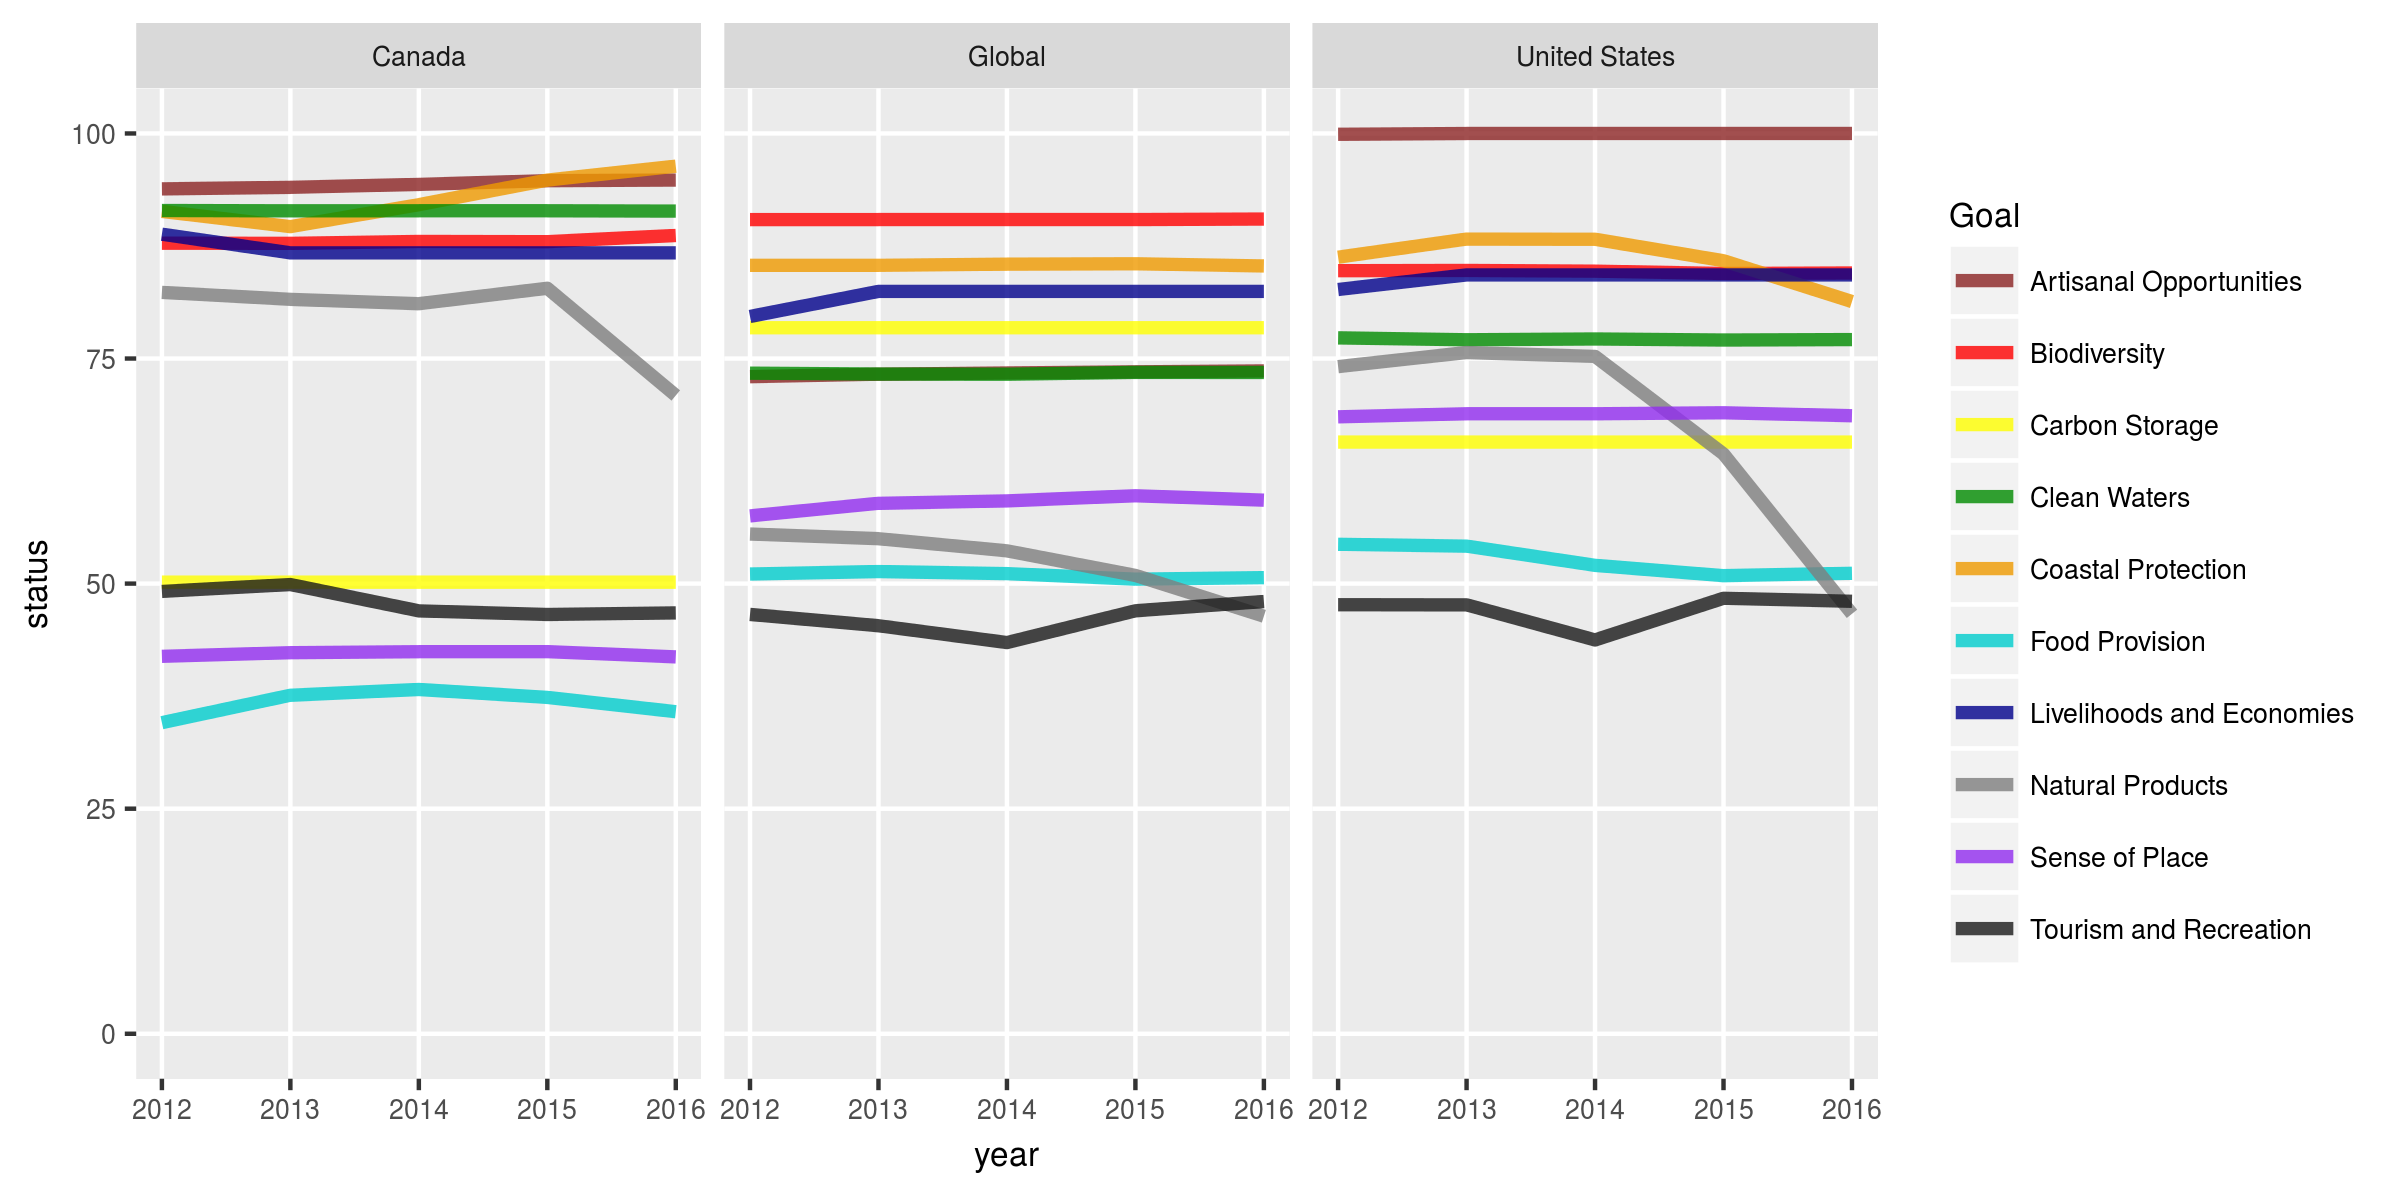 Canada
Global
United States
100
75
50
25
0
status
2012 2013 2014 2015 2016
2012 2013 2014 2015 2016
2012 2013 2014 2015 2016
year
Goal
Artisanal Opportunities
Biodiversity
Carbon Storage
Clean Waters
Coastal Protection
Food Provision
Livelihoods and Economies
Natural Products
Sense of Place
Tourism and Recreation